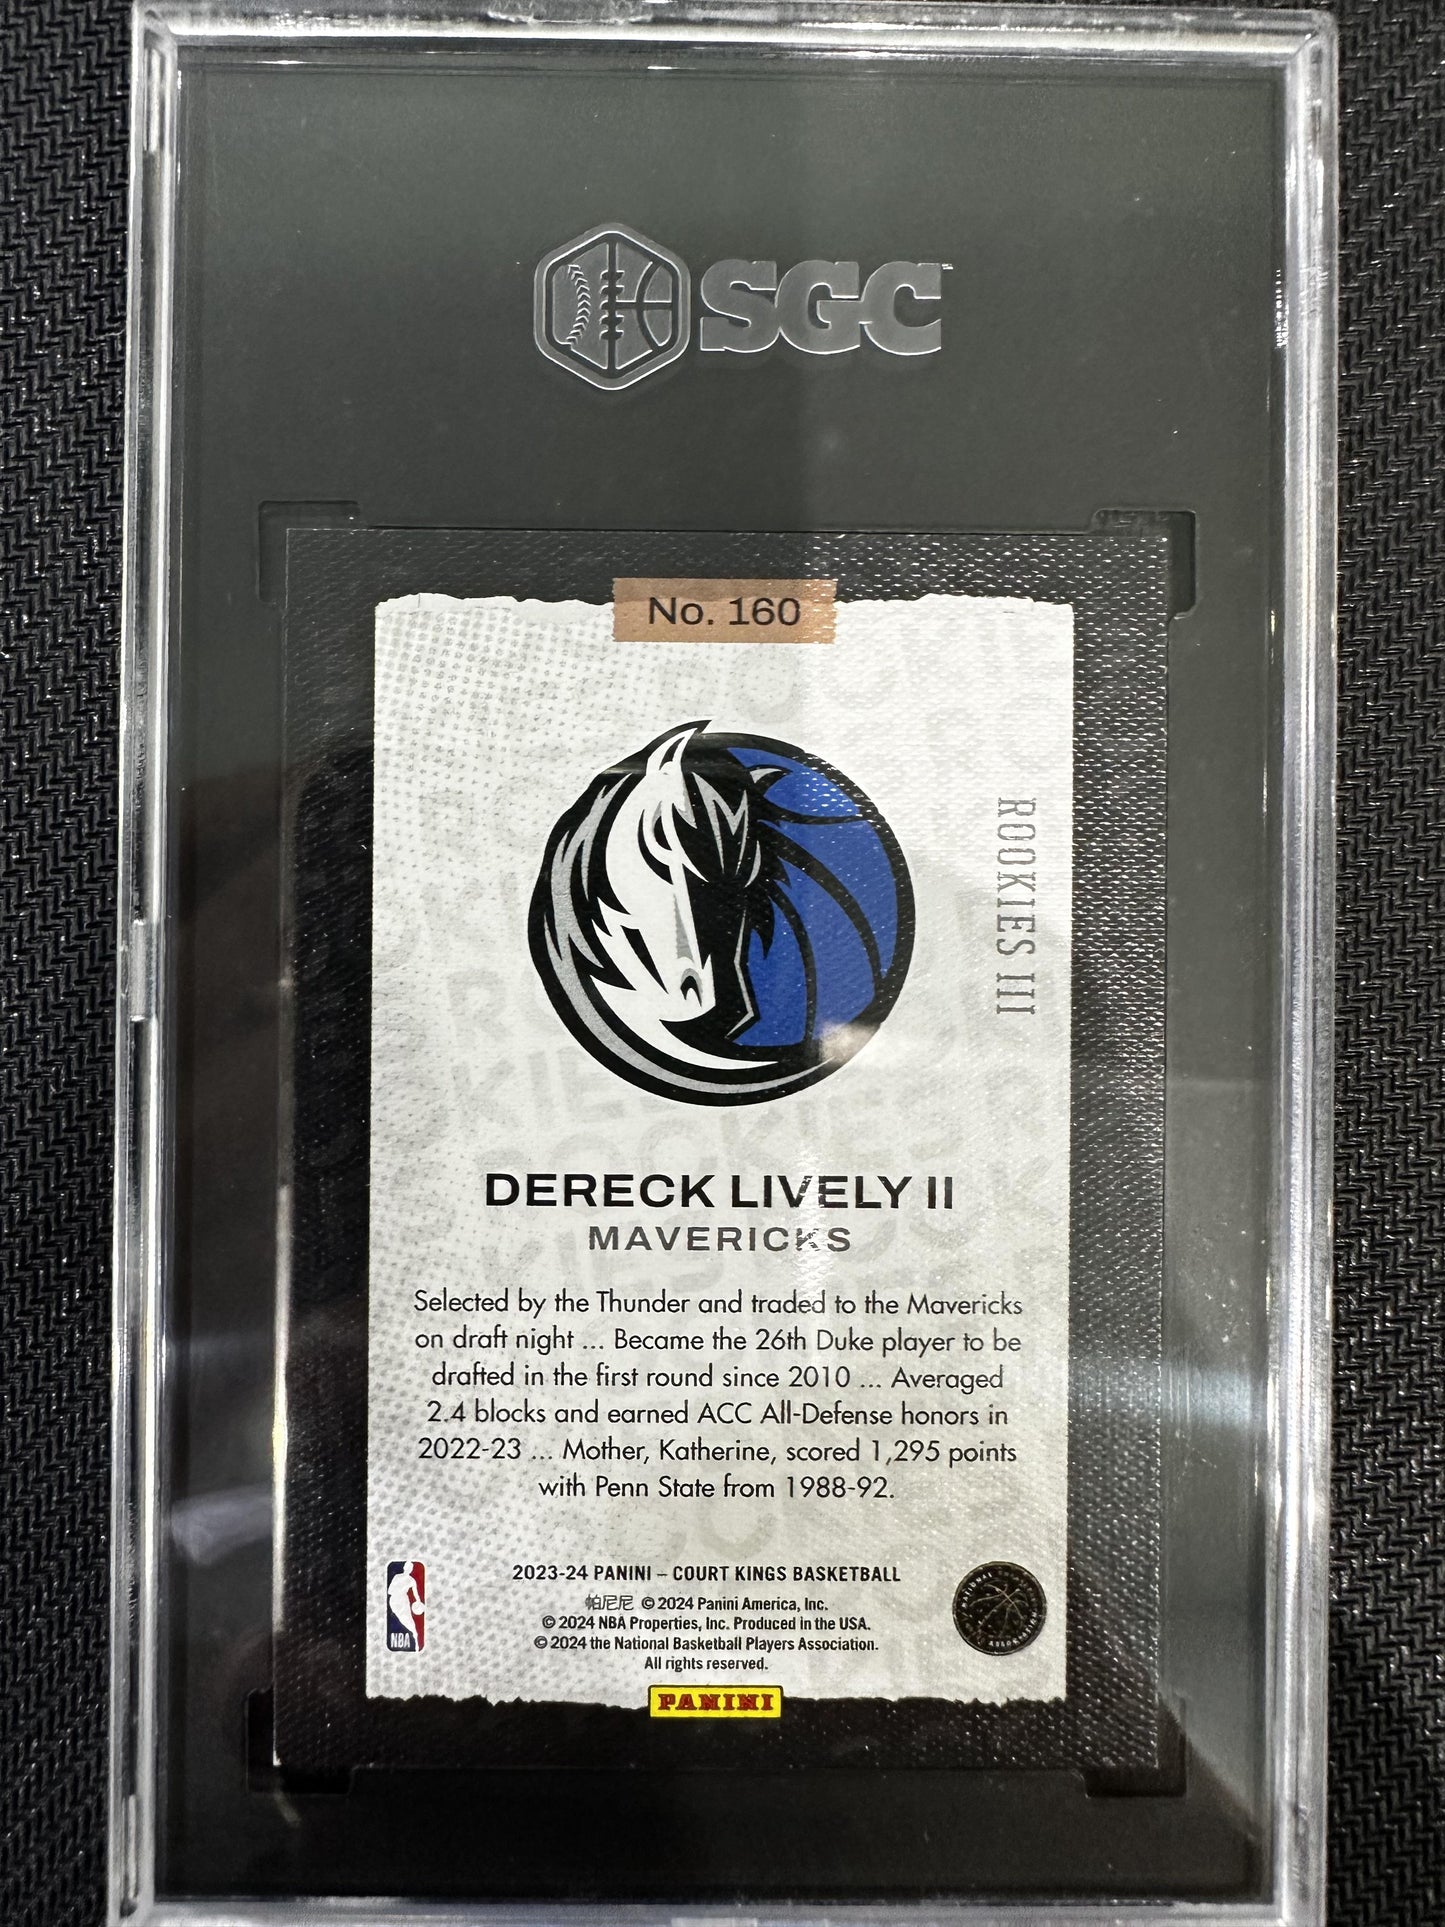 SGC
No. 160
ROOKIES III
DERECK LIVELY II
MAVERICKS
Selected by the Thunder and traded to the Mavericks
on draft night ... Became the 26th Duke player to be
drafted in the first round since 2010 ... Averaged
2.4 blocks and earned ACC All-Defense honors in
2022-23 ... Mother, Katherine, scored 1,295 points
with Penn State from 1988-92.
2023-24 PANINI – COURT KINGS BASKETBALL
帕尼尼 © 2024 Panini America, Inc.
© 2024 NBA Properties, Inc. Produced in the USA.
© 2024 the National Basketball Players Association.
All rights reserved.
NBA
PANINI